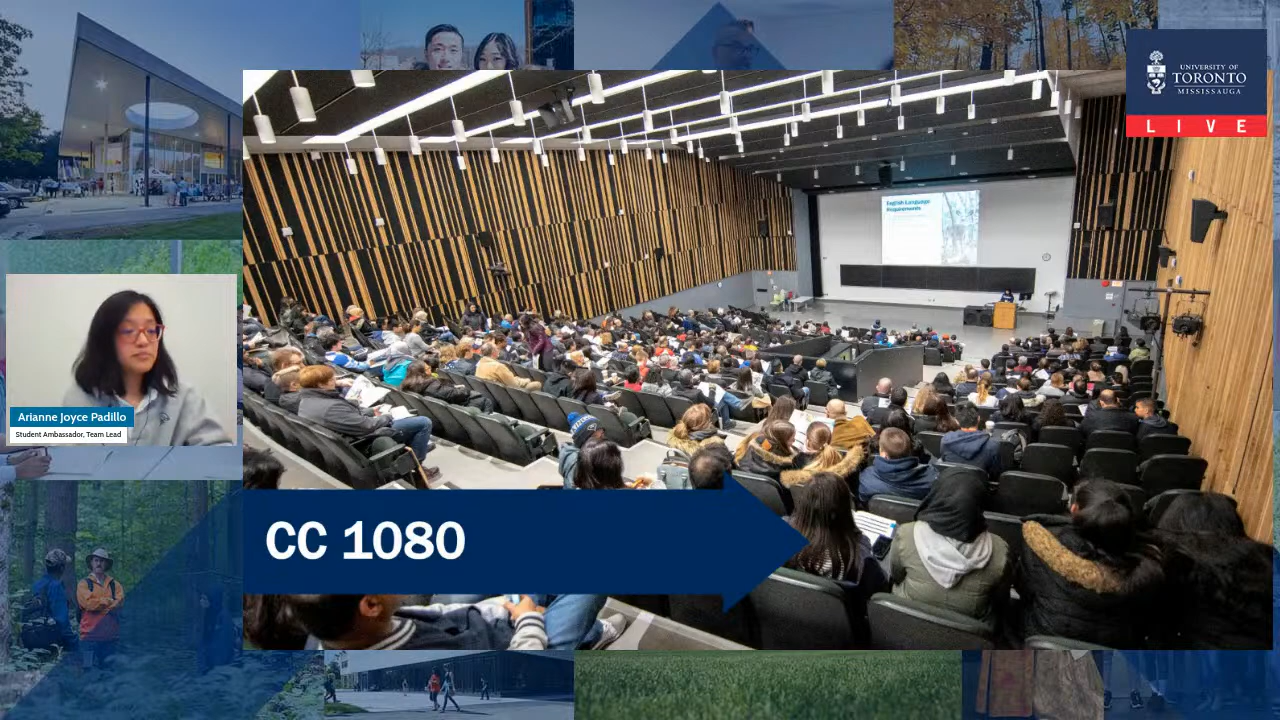 UNIVERSITY OF
TORONTO
MISSISSAUGA
LIVE
English Language
Requirements
Arianne Joyce Padillo
Student Ambassador, Team Lead
CC 1080